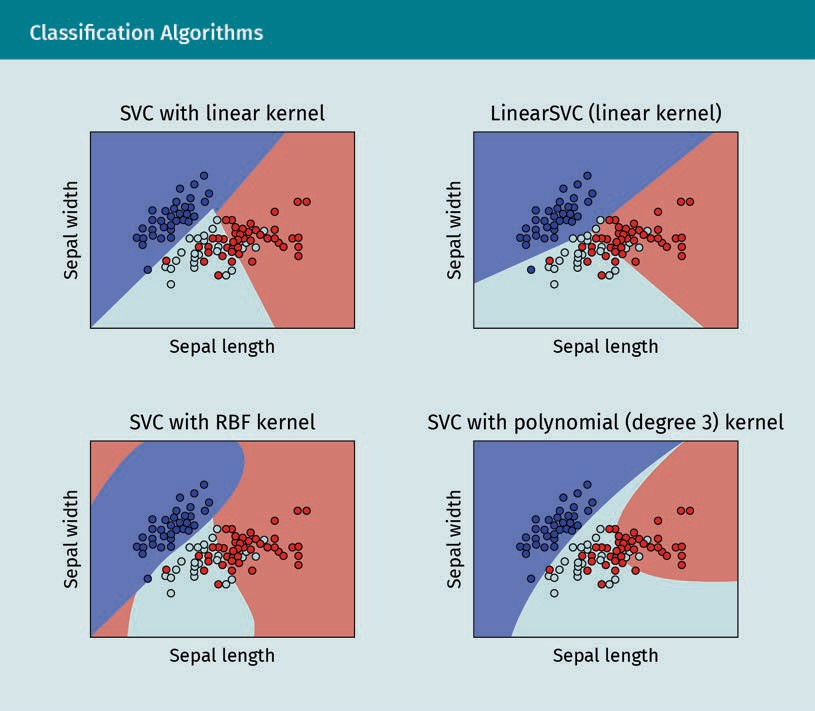 Classification Algorithms
SVC with linear kernel
Sepal width
Sepal length
LinearSVC (linear kernel)
Sepal width
Sepal length
SVC with RBF kernel
Sepal width
Sepal length
SVC with polynomial (degree 3) kernel
Sepal width
Sepal length